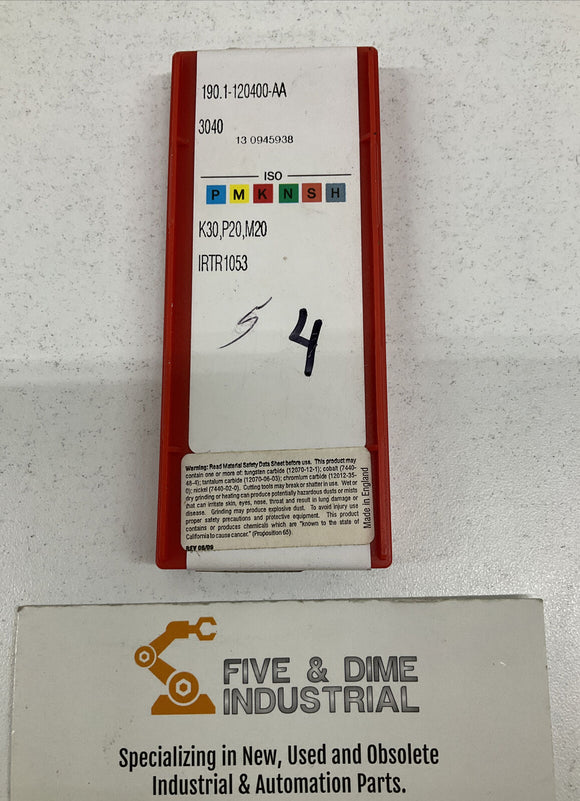 190.1-120400-AA
3040
13 0945938
ISO
P M K N S H
K30,P20,M20
IRTR1053
5 4
Warning: Read Material Safety Data Sheet before use. This product may
contain one or more of: tungsten carbide (12070-12-1); cobalt (7440-
48-4); tantalum carbide (12070-06-03); chromium carbide (12012-35-
0); nickel (7440-02-0). Cutting tools may break or shatter in use. Wet or
dry grinding or heating can produce potentially hazardous dusts or mists
that can irritate skin, eyes, nose, throat and result in lung damage or
disease. Grinding may produce explosive dust. To avoid injury use
proper safety precautions and protective equipment. This product
contains or produces chemicals which are "known to the state of
California to cause cancer." (Proposition 65).
REV 08/09
Made in England
FIVE & DIME
INDUSTRIAL
Specializing in New, Used and Obsolete
Industrial & Automation Parts.